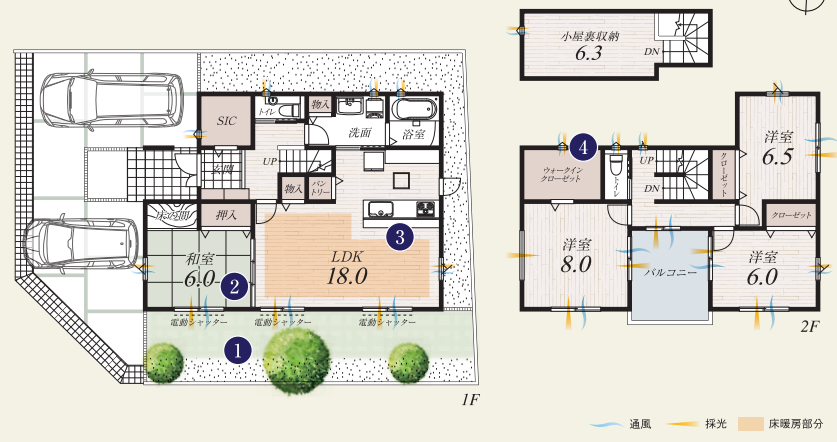 小屋裏収納
6.3
DN
SIC
トイレ
物入
洗面
浴室
玄関
UP
物入
パン
トリー
床の間
押入
和室
6.0
2
LDK
18.0
3
電動シャッター
電動シャッター
電動シャッター
1
1F
4
ウォークイン
クローゼット
トイレ
UP
DN
クローゼット
洋室
6.5
クローゼット
洋室
8.0
バルコニー
洋室
6.0
2F
通風
採光
床暖房部分